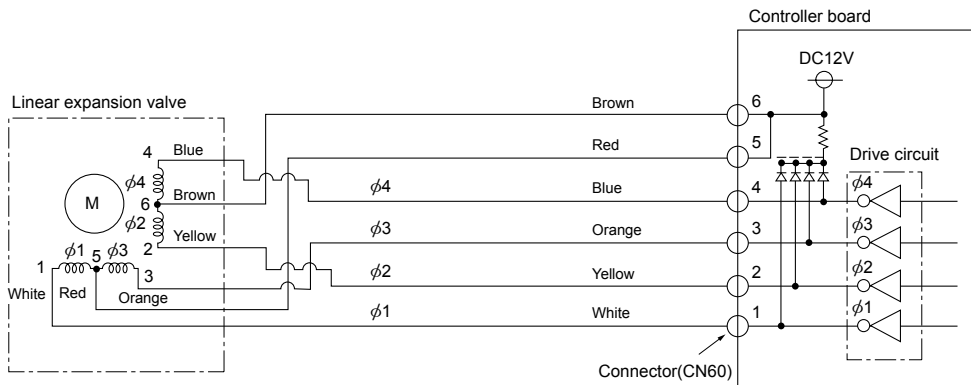 Controller board
DC12V
Linear expansion valve
Brown
6
4
Blue
Red
5
Drive circuit
ϕ4
M
6
Brown
ϕ4
Blue
4
ϕ4
ϕ2
Yellow
2
ϕ3
Orange
3
ϕ3
1
ϕ1
5
ϕ3
3
ϕ2
Yellow
2
ϕ2
White
Red
Orange
ϕ1
White
1
ϕ1
Connector(CN60)